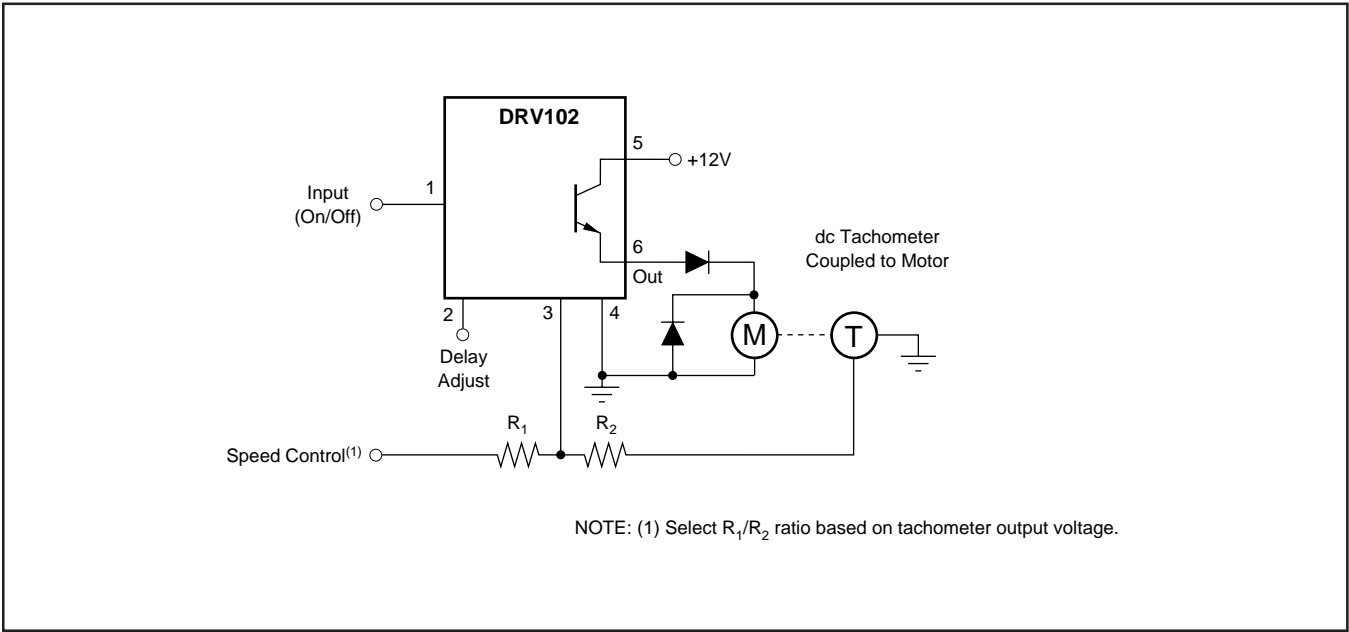 DRV102
5
+12V
1
Input
(On/Off)
6
Out
dc Tachometer
Coupled to Motor
2
3
4
M
T
Delay
Adjust
R1
R2
Speed Control(1)
NOTE: (1) Select R1/R2 ratio based on tachometer output voltage.